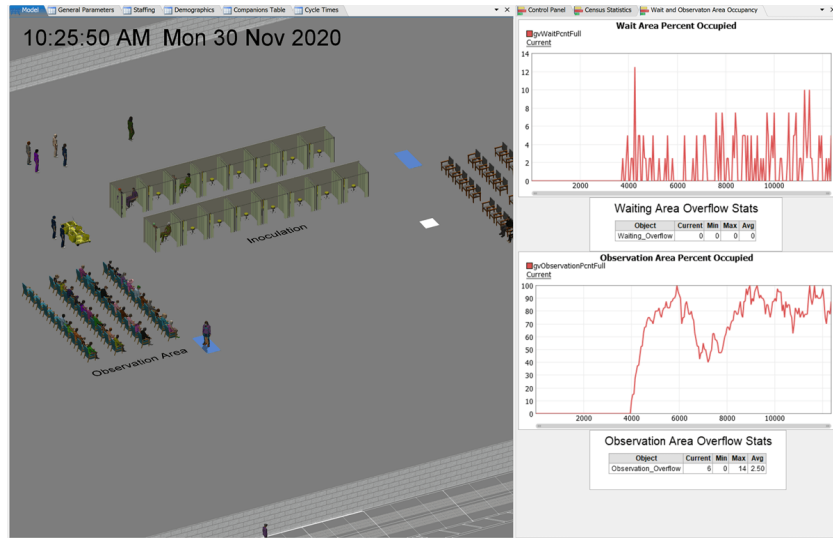 Model General Parameters Staffing Demographics Companions Table Cycle Times
10:25:50 AM Mon 30 Nov 2020
Inoculation
Observation Area
Control Panel Census Statistics Wait and Observaton Area Occupancy
Wait Area Percent Occupied
gvWaitPcntFull
Current
14
12
10
8
6
4
2
0
2000 4000 6000 8000 10000
Waiting Area Overflow Stats
Object Current Min Max Avg
Waiting_Overflow 0 0 0 0
Observation Area Percent Occupied
gvObservationPcntFull
Current
100
90
80
70
60
50
40
30
20
10
0
2000 4000 6000 8000 10000
Observation Area Overflow Stats
Object Current Min Max Avg
Observation_Overflow 6 0 14 2.50